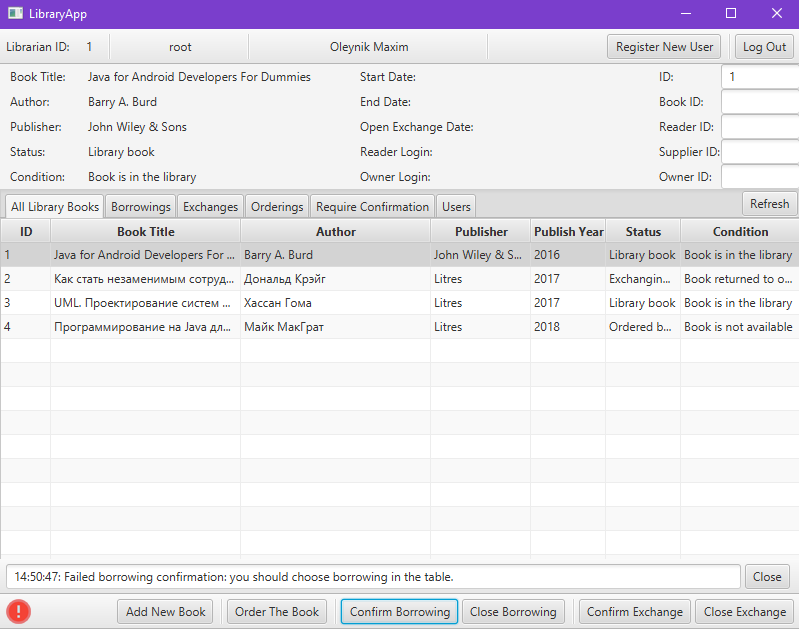 LibraryApp
Librarian ID: 1 root Oleynik Maxim Register New User Log Out
Book Title: Java for Android Developers For Dummies Start Date: ID: 1
Author: Barry A. Burd End Date: Book ID:
Publisher: John Wiley & Sons Open Exchange Date: Reader ID:
Status: Library book Reader Login: Supplier ID:
Condition: Book is in the library Owner Login: Owner ID:
All Library Books Borrowings Exchanges Orderings Require Confirmation Users Refresh
ID Book Title Author Publisher Publish Year Status Condition
1 Java for Android Developers For ... Barry A. Burd John Wiley & S... 2016 Library book Book is in the library
2 Как стать незаменимым сотруд... Дональд Крэйг Litres 2017 Exchangin... Book returned to o...
3 UML. Проектирование систем ... Хассан Гома Litres 2017 Library book Book is in the library
4 Программирование на Java дл... Майк МакГрат Litres 2018 Ordered b... Book is not available
14:50:47: Failed borrowing confirmation: you should choose borrowing in the table. Close
! Add New Book Order The Book Confirm Borrowing Close Borrowing Confirm Exchange Close Exchange